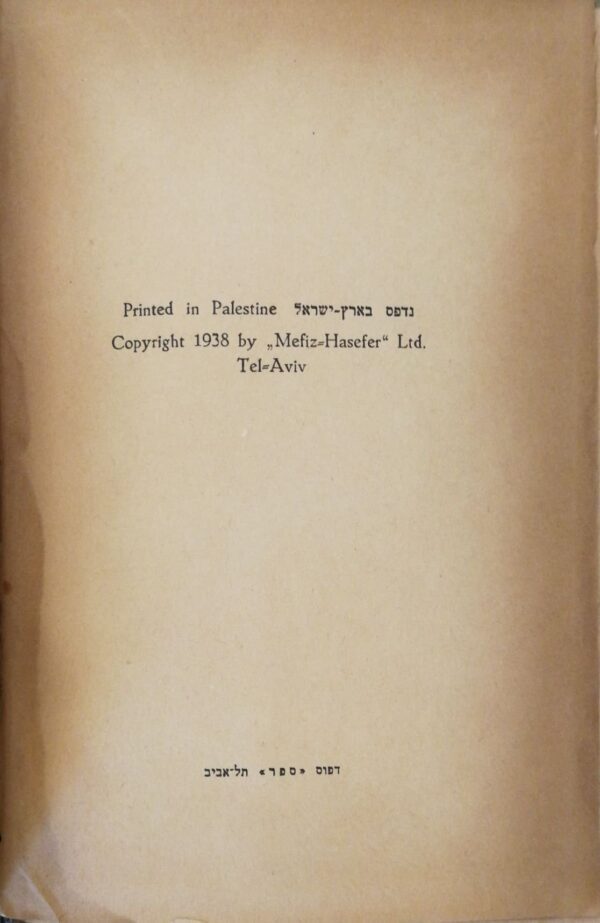 Printed in Palestine נדפס בארץ-ישראל
Copyright 1938 by „Mefiz=Hasefer“ Ltd.
Tel=Aviv
דפוס «ספר» תל־אביב